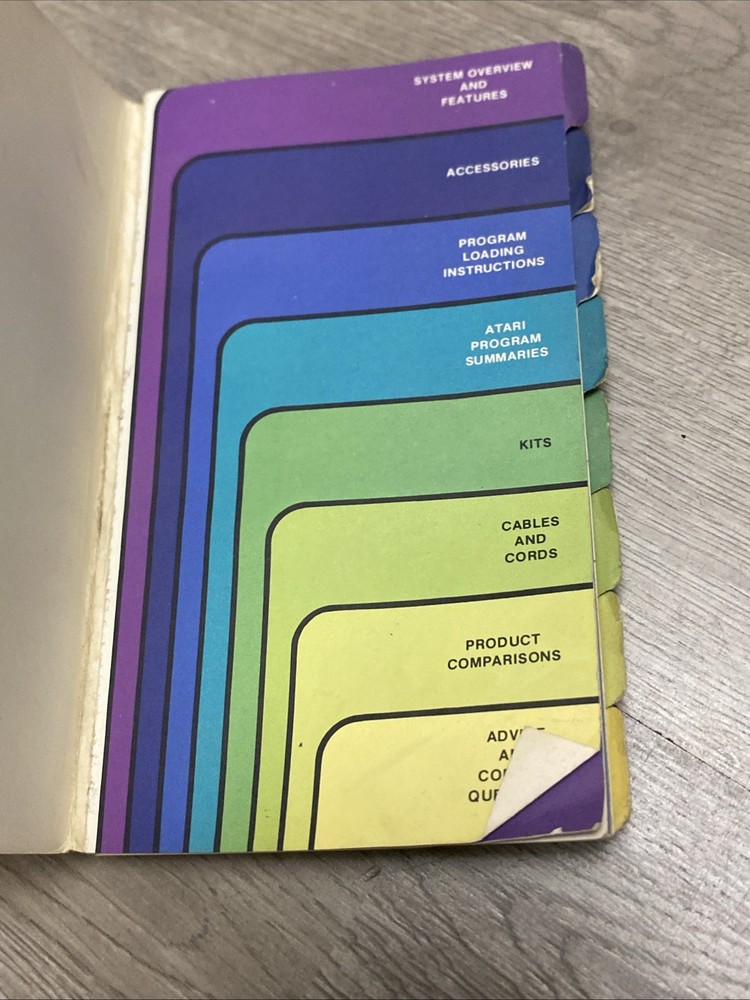 SYSTEM OVERVIEW
AND
FEATURES
ACCESSORIES
PROGRAM
LOADING
INSTRUCTIONS
ATARI
PROGRAM
SUMMARIES
KITS
CABLES
AND
CORDS
PRODUCT
COMPARISONS